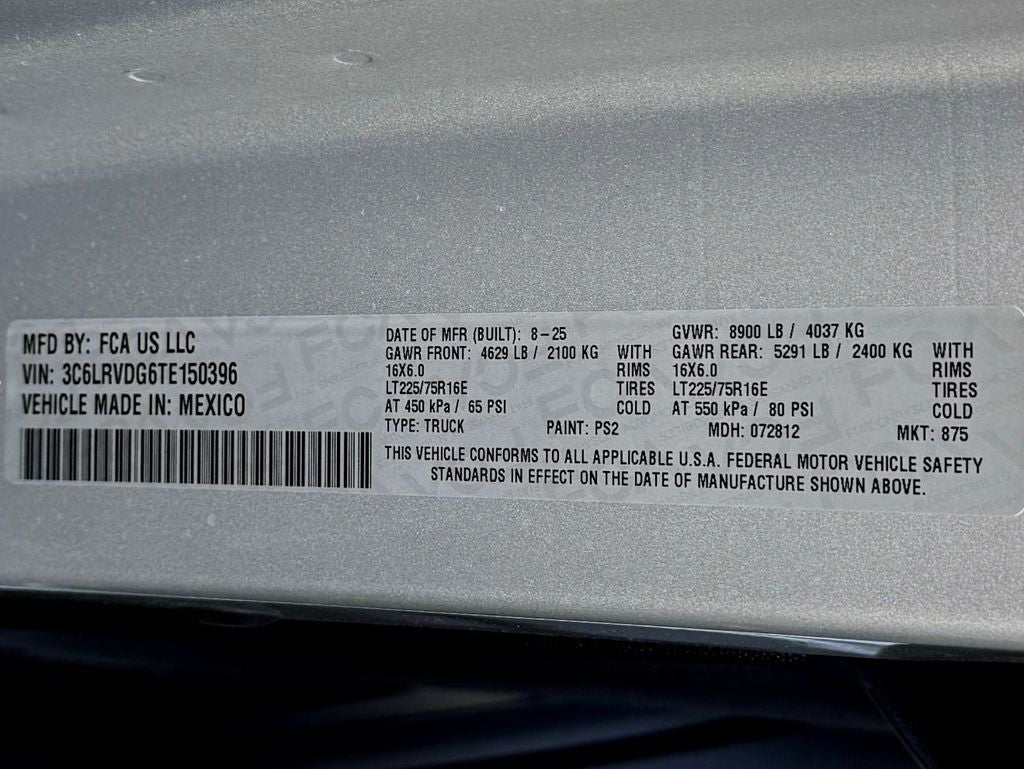 MFD BY: FCA US LLC
VIN: 3C6LRVDG6TE150396
VEHICLE MADE IN: MEXICO
DATE OF MFR (BUILT): 8-25 GVWR: 8900 LB / 4037 KG
GAWR FRONT: 4629 LB / 2100 KG WITH GAWR REAR: 5291 LB / 2400 KG WITH
16X6.0 RIMS 16X6.0 RIMS
LT225/75R16E TIRES LT225/75R16E TIRES
AT 450 kPa / 65 PSI COLD AT 550 kPa / 80 PSI COLD
TYPE: TRUCK PAINT: PS2 MDH: 072812 MKT: 875
THIS VEHICLE CONFORMS TO ALL APPLICABLE U.S.A. FEDERAL MOTOR VEHICLE SAFETY
STANDARDS IN EFFECT ON THE DATE OF MANUFACTURE SHOWN ABOVE.